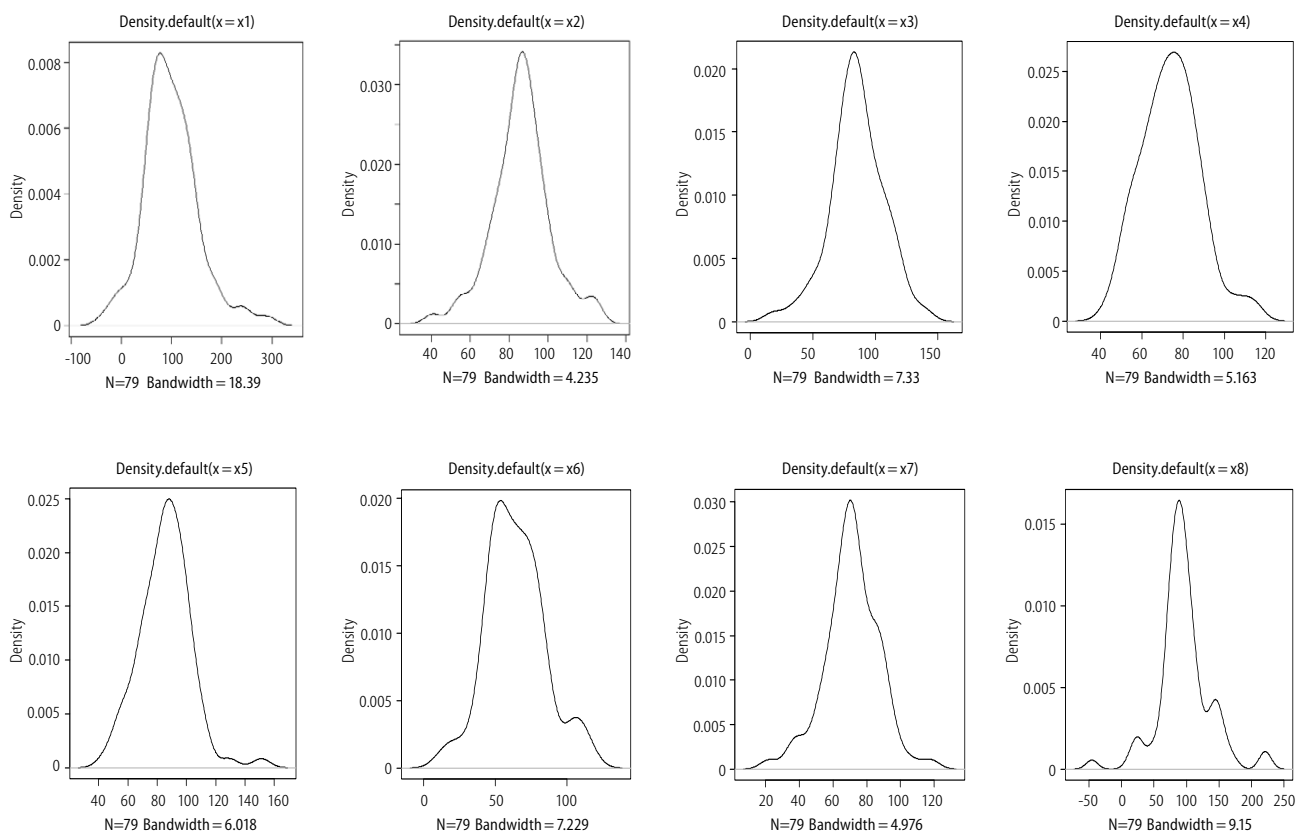 Density.default(x = x1)
Density
0.008
0.006
0.004
0.002
0
-100 0 100 200 300
N=79 Bandwidth = 18.39
Density.default(x = x2)
Density
0.030
0.020
0.010
0
40 60 80 100 120 140
N=79 Bandwidth = 4.235
Density.default(x = x3)
Density
0.020
0.015
0.010
0.005
0
0 50 100 150
N=79 Bandwidth = 7.33
Density.default(x = x4)
Density
0.025
0.020
0.015
0.010
0.005
0
40 60 80 100 120
N=79 Bandwidth = 5.163
Density.default(x = x5)
Density
0.025
0.020
0.015
0.010
0.005
0
40 60 80 100 120 140 160
N=79 Bandwidth = 6.018
Density.default(x = x6)
Density
0.020
0.015
0.010
0.005
0
0 100
N=79 Bandwidth = 7.229
Density.default(x = x7)
Density
0.030
0.025
0.020
0.015
0.010
0.005
0
20 40 60 80 100 120
N=79 Bandwidth = 4.976
Density.default(x = x8)
Density
0.015
0.010
0.005
0
-50 0 50 100 150 200 250
N=79 Bandwidth = 9.15